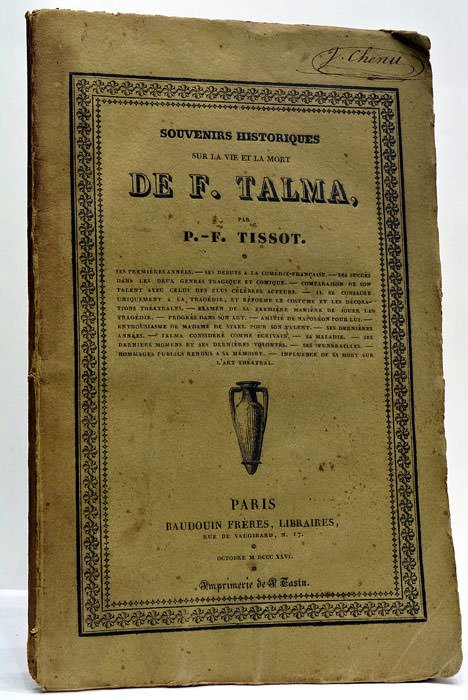 J. Chenu
SOUVENIRS HISTORIQUES
SUR LA VIE ET LA MORT
DE F. TALMA,
PAR
P.-F. TISSOT.
SES PREMIÈRES ANNÉES. — SES DÉBUTS A LA COMÉDIE-FRANÇAISE. — SES SUCCÈS
DANS LES DEUX GENRES TRAGIQUE ET COMIQUE. — COMPARAISON DE SON
TALENT AVEC CELUI DES PLUS CÉLÈBRES ACTEURS. — IL SE CONSACRE
UNIQUEMENT A LA TRAGÉDIE, ET RÉFORME LE COSTUME ET LES DÉCORA-
TIONS THÉATRALES. — EXAMEN DE SA PREMIÈRE MANIÈRE DE JOUER LES
TRAGÉDIE. — PROGRÈS DANS SON ART. — AMITIÉ DE NAPOLÉON POUR LUI. —
ENTHOUSIASME DE MADAME DE STAEL POUR SON TALENT. — SES DERNIÈRES
ANNÉES. — TALMA CONSIDÉRÉ COMME ÉCRIVAIN. — SA MALADIE. — SES
DERNIERS MOMENS ET SES DERNIÈRES VOLONTÉS. — SES FUNÉRAILLES. —
HOMMAGES PUBLICS RENDUS A SA MÉMOIRE. — INFLUENCE DE SA MORT SUR
L'ART THÉATRAL.
PARIS
BAUDOUIN FRÈRES, LIBRAIRES,
RUE DE VAUGIRARD, N. 17.
OCTOBRE M DCCC XXVI.
Imprimerie de P. Tastu.